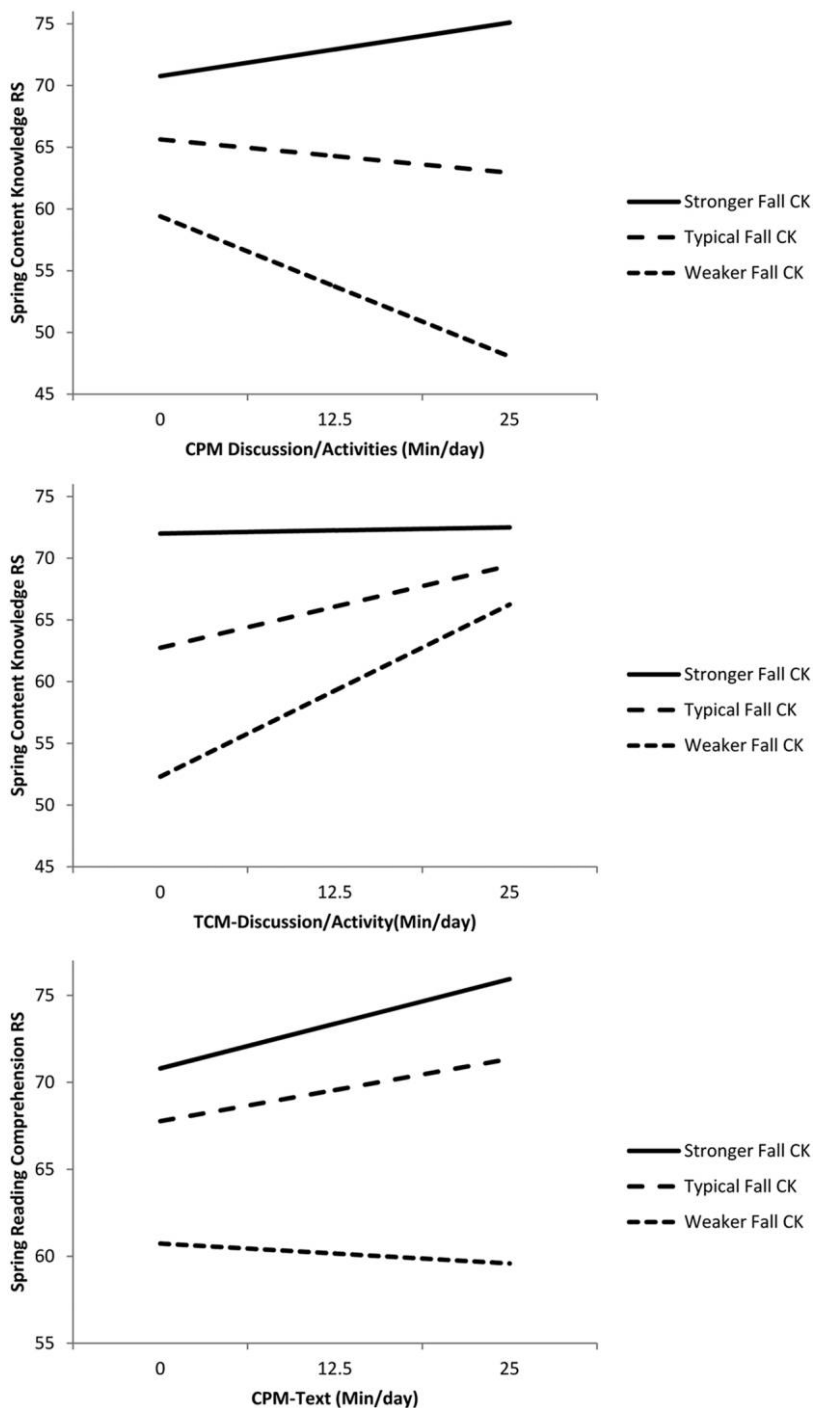 75
70
65
60
55
50
45
Spring Content Knowledge RS
0 12.5 25
CPM Discussion/Activities (Min/day)
Stronger Fall CK
Typical Fall CK
Weaker Fall CK
75
70
65
60
55
50
45
Spring Content Knowledge RS
0 12.5 25
TCM-Discussion/Activity(Min/day)
Stronger Fall CK
Typical Fall CK
Weaker Fall CK
75
70
65
60
55
Spring Reading Comprehension RS
0 12.5 25
CPM-Text (Min/day)
Stronger Fall CK
Typical Fall CK
Weaker Fall CK